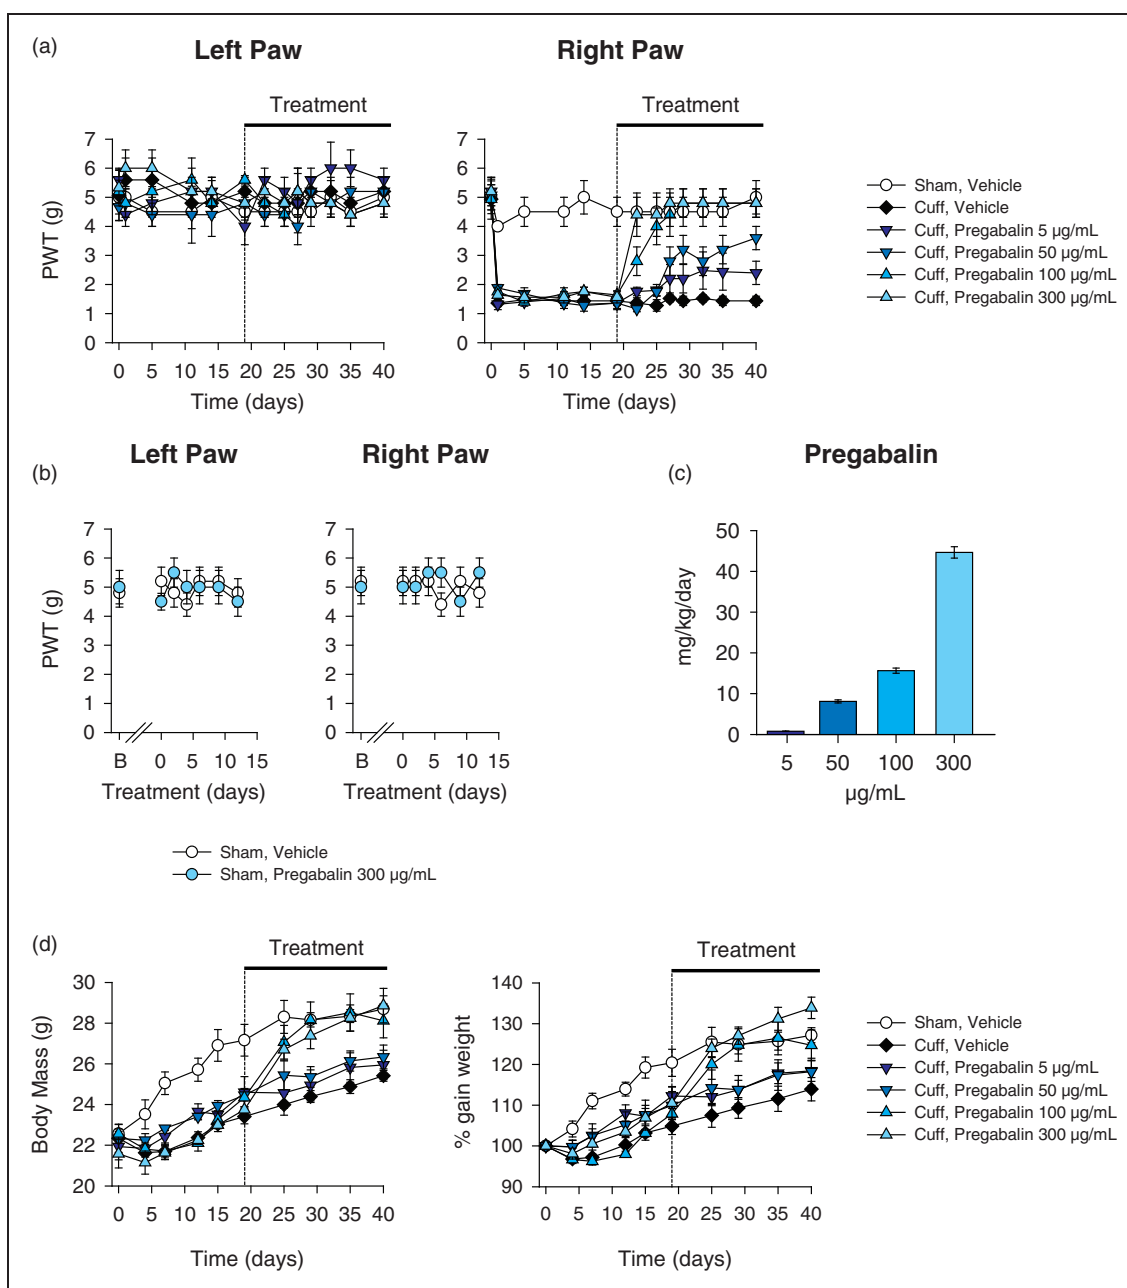 (a)
Left Paw
Right Paw
Treatment
Treatment
7
6
5
4
3
2
1
0
PWT (g)
0 5 10 15 20 25 30 35 40
Time (days)
7
6
5
4
3
2
1
0
0 5 10 15 20 25 30 35 40
Time (days)
Sham, Vehicle
Cuff, Vehicle
Cuff, Pregabalin 5 µg/mL
Cuff, Pregabalin 50 µg/mL
Cuff, Pregabalin 100 µg/mL
Cuff, Pregabalin 300 µg/mL
(b)
Left Paw
Right Paw
7
6
5
4
3
2
1
0
PWT (g)
B 0 5 10 15
Treatment (days)
7
6
5
4
3
2
1
0
B 0 5 10 15
Treatment (days)
Sham, Vehicle
Sham, Pregabalin 300 µg/mL
(c)
Pregabalin
50
40
30
20
10
0
mg/kg/day
5 50 100 300
µg/mL
(d)
Treatment
Treatment
30
28
26
24
22
20
Body Mass (g)
0 5 10 15 20 25 30 35 40
Time (days)
140
130
120
110
100
90
% gain weight
0 5 10 15 20 25 30 35 40
Time (days)
Sham, Vehicle
Cuff, Vehicle
Cuff, Pregabalin 5 µg/mL
Cuff, Pregabalin 50 µg/mL
Cuff, Pregabalin 100 µg/mL
Cuff, Pregabalin 300 µg/mL